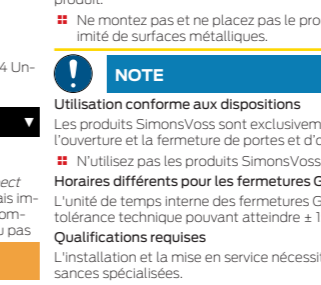 produit.
Ne montez pas et ne placez pas le pro
imité de surfaces métalliques.
NOTE
Utilisation conforme aux dispositions
Les produits SimonsVoss sont exclusivem
l'ouverture et la fermeture de portes et d'o
N'utilisez pas les produits SimonsVoss
Horaires différents pour les fermetures G
L'unité de temps interne des fermetures G
tolérance technique pouvant atteindre ± 1
Qualifications requises
L'installation et la mise en service nécessit
sances spécialisées.
4 Un-
ect
ais im-
om-
u pas